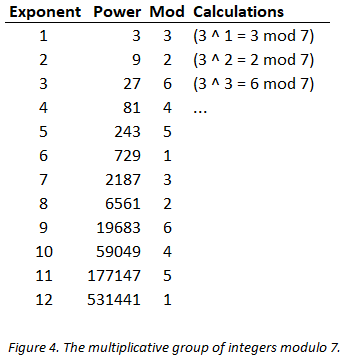 Exponent Power Mod Calculations
1 3 3 (3 ^ 1 = 3 mod 7)
2 9 2 (3 ^ 2 = 2 mod 7)
3 27 6 (3 ^ 3 = 6 mod 7)
4 81 4 ...
5 243 5
6 729 1
7 2187 3
8 6561 2
9 19683 6
10 59049 4
11 177147 5
12 531441 1
Figure 4. The multiplicative group of integers modulo 7.